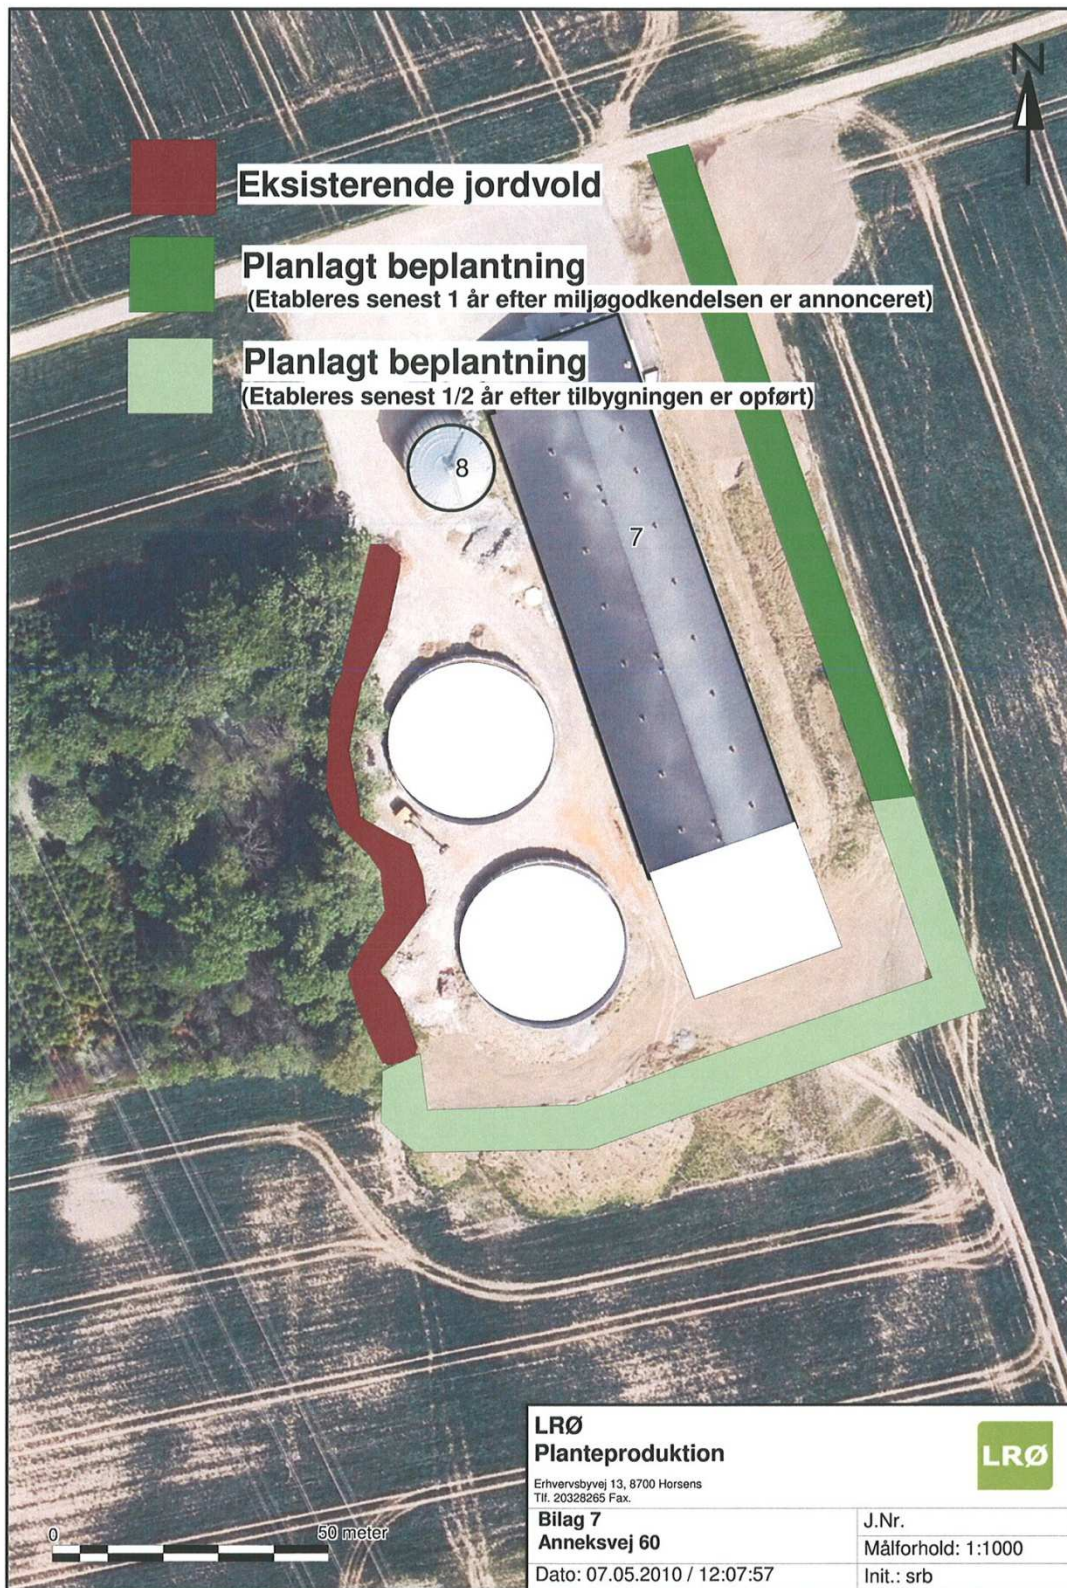 N
Eksisterende jordvold
Planlagt beplantning
(Etableres senest 1 år efter miljøgodkendelsen er annonceret)
Planlagt beplantning
(Etableres senest 1/2 år efter tilbygningen er opført)
8
7
0 50 meter
LRØ
Planteproduktion
LRØ
Erhvervsbyvej 13, 8700 Horsens
Tlf. 20328265 Fax.
Bilag 7
Anneksvej 60
J.Nr.
Målforhold: 1:1000
Dato: 07.05.2010 / 12:07:57
Init.: srb